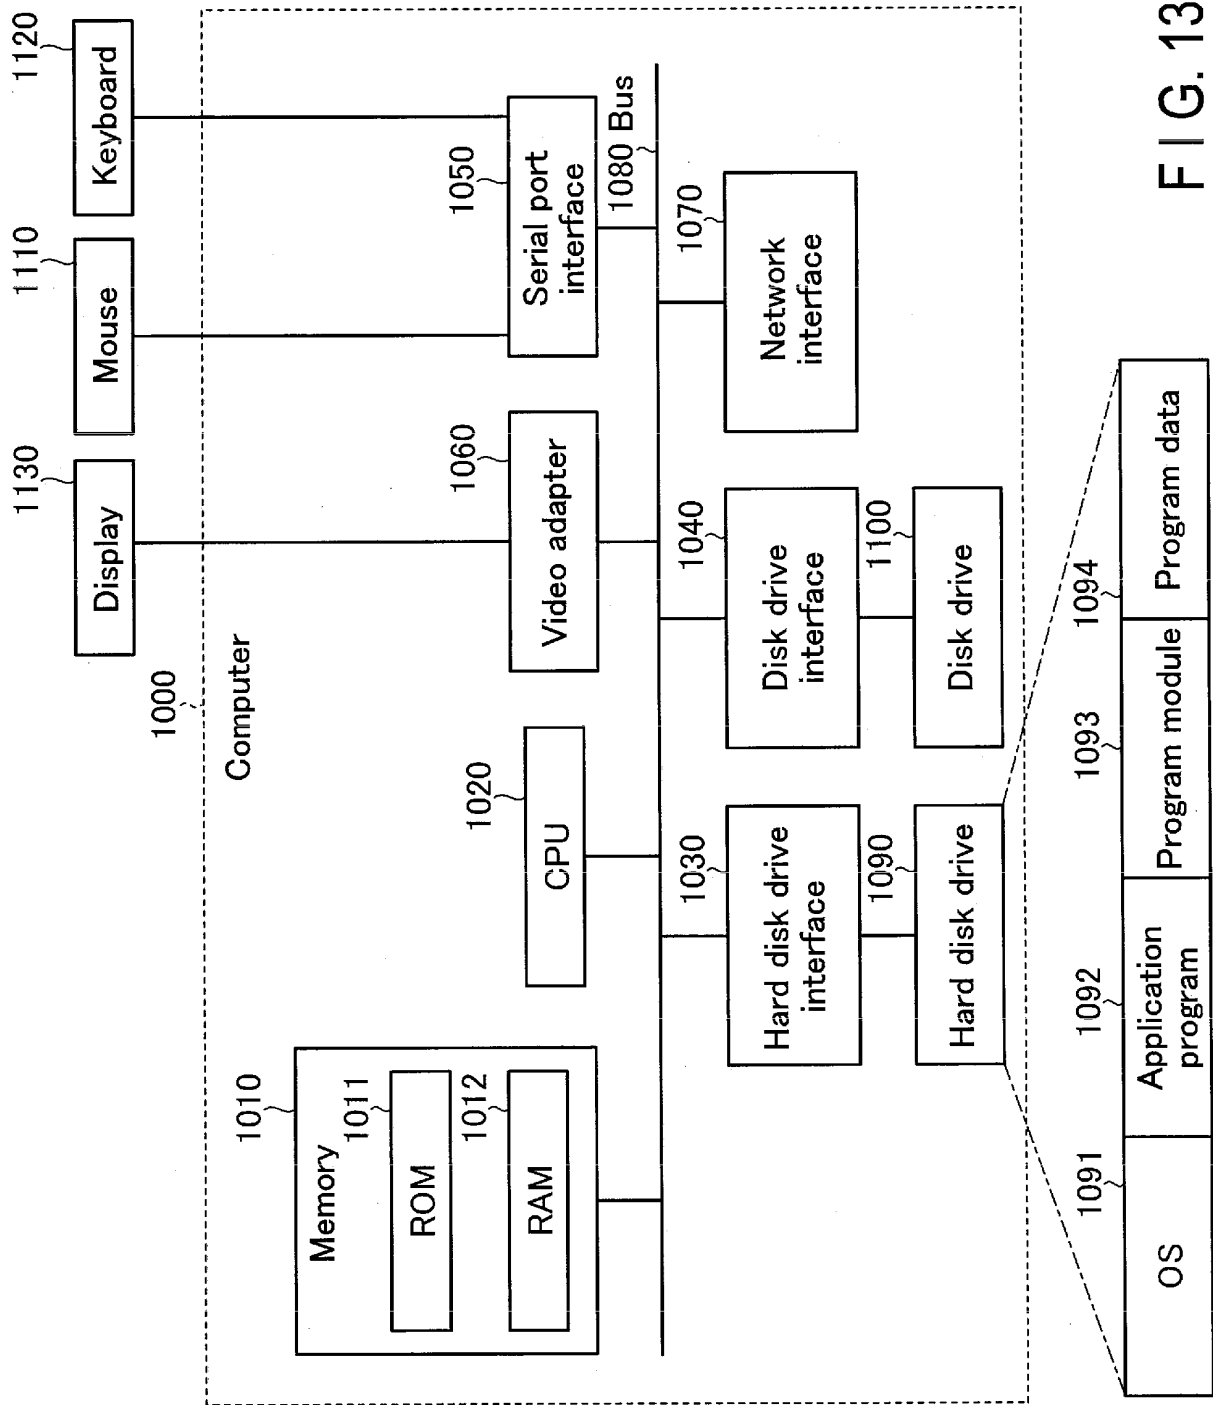 FIG. 13
1000
Computer
1010
Memory
1011
ROM
1012
RAM
1020
CPU
1130
Display
1110
Mouse
1120
Keyboard
1060
Video adapter
1050
Serial port
interface
1080 Bus
1030
Hard disk drive
interface
1040
Disk drive
interface
1070
Network
interface
1090
Hard disk drive
1100
Disk drive
1091
OS
1092
Application
program
1093
Program module
1094
Program data